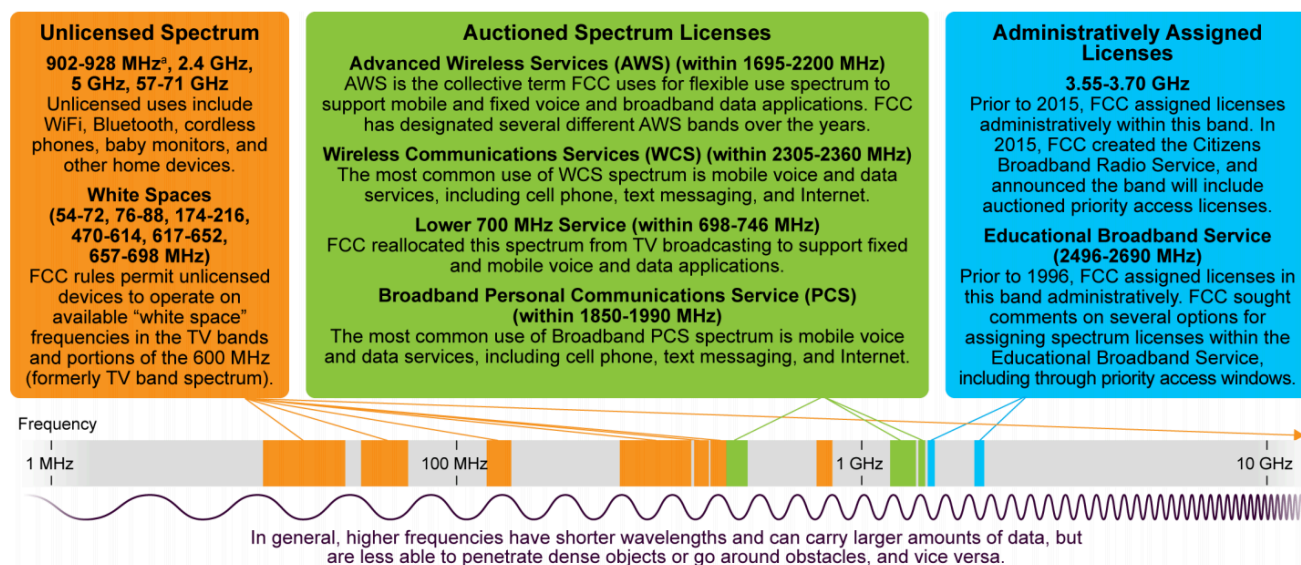 Unlicensed Spectrum
902-928 MHzª, 2.4 GHz,
5 GHz, 57-71 GHz
Unlicensed uses include
WiFi, Bluetooth, cordless
phones, baby monitors, and
other home devices.
White Spaces
(54-72, 76-88, 174-216,
470-614, 617-652,
657-698 MHz)
FCC rules permit unlicensed
devices to operate on
available “white space”
frequencies in the TV bands
and portions of the 600 MHz
(formerly TV band spectrum).
Auctioned Spectrum Licenses
Advanced Wireless Services (AWS) (within 1695-2200 MHz)
AWS is the collective term FCC uses for flexible use spectrum to
support mobile and fixed voice and broadband data applications. FCC
has designated several different AWS bands over the years.
Wireless Communications Services (WCS) (within 2305-2360 MHz)
The most common use of WCS spectrum is mobile voice and data
services, including cell phone, text messaging, and Internet.
Lower 700 MHz Service (within 698-746 MHz)
FCC reallocated this spectrum from TV broadcasting to support fixed
and mobile voice and data applications.
Broadband Personal Communications Service (PCS)
(within 1850-1990 MHz)
The most common use of Broadband PCS spectrum is mobile voice
and data services, including cell phone, text messaging, and Internet.
Administratively Assigned
Licenses
3.55-3.70 GHz
Prior to 2015, FCC assigned licenses
administratively within this band. In
2015, FCC created the Citizens
Broadband Radio Service, and
announced the band will include
auctioned priority access licenses.
Educational Broadband Service
(2496-2690 MHz)
Prior to 1996, FCC assigned licenses in
this band administratively. FCC sought
comments on several options for
assigning spectrum licenses within the
Educational Broadband Service,
including through priority access windows.
Frequency
1 MHz
100 MHz
1 GHz
10 GHz
In general, higher frequencies have shorter wavelengths and can carry larger amounts of data, but
are less able to penetrate dense objects or go around obstacles, and vice versa.